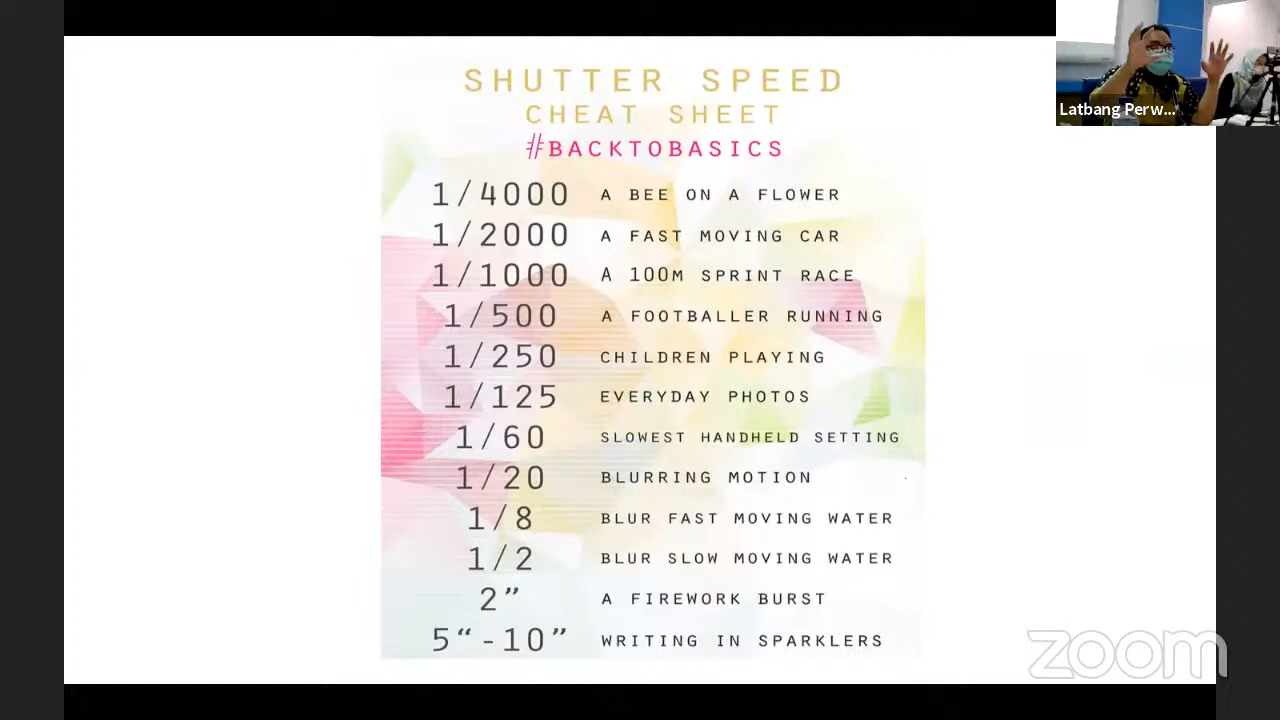 SHUTTER SPEED
CHEAT SHEET
#BACKTOBASICS
1/4000 A BEE ON A FLOWER
1/2000 A FAST MOVING CAR
1/1000 A 100M SPRINT RACE
1/500 A FOOTBALLER RUNNING
1/250 CHILDREN PLAYING
1/125 EVERYDAY PHOTOS
1/60 SLOWEST HANDHELD SETTING
1/20 BLURRING MOTION
1/8 BLUR FAST MOVING WATER
1/2 BLUR SLOW MOVING WATER
2” A FIREWORK BURST
5“-10” WRITING IN SPARKLERS
Latbang Perw...
zoom